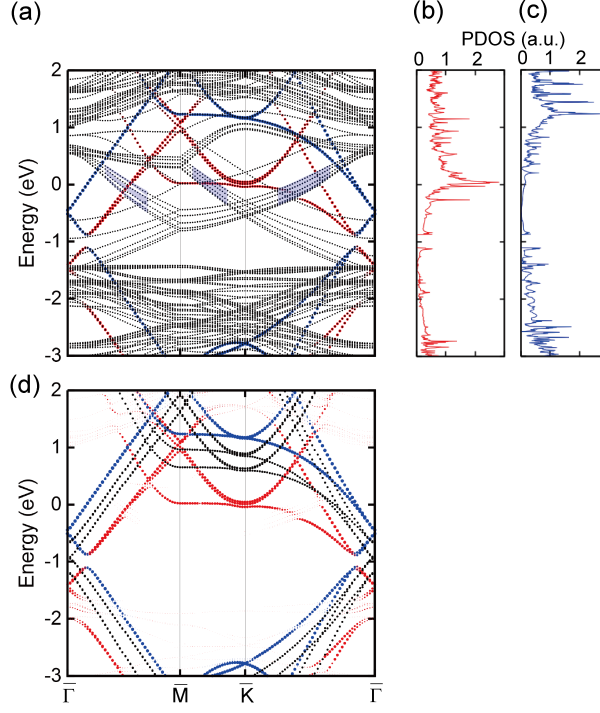 (a)
(b)
(c)
PDOS (a.u.)
0 1 2
0 1 2
2
1
0
-1
-2
-3
Energy (eV)
(d)
2
1
0
-1
-2
-3
Energy (eV)
Γ̅ M̅ K̅ Γ̅